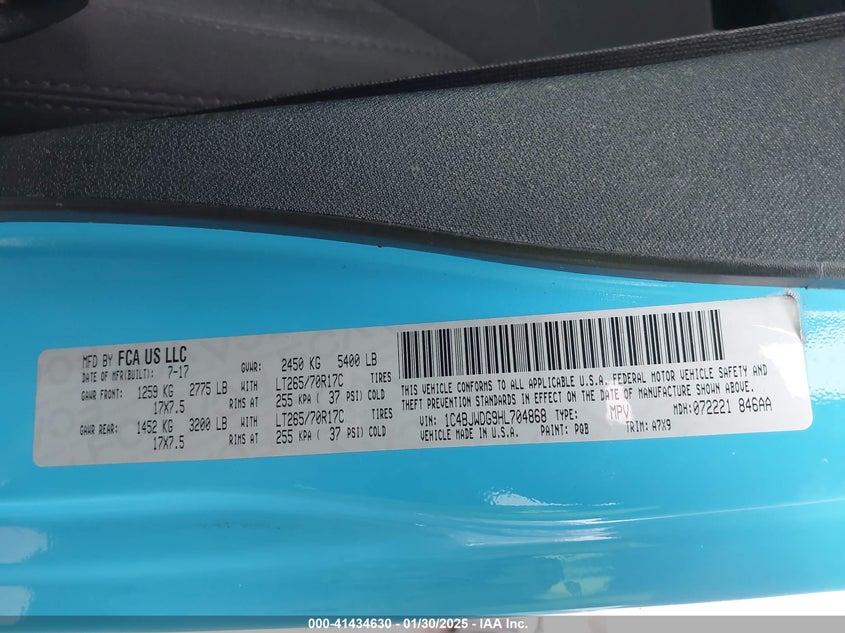 MFD BY FCA US LLC
DATE OF MFR(BUILT): 7-17
GVWR: 2450 KG 5400 LB
GAWR FRONT: 1259 KG 2775 LB WITH LT265/70R17C TIRES
17X7.5 RIMS AT 255 KPA ( 37 PSI) COLD
GAWR REAR: 1452 KG 3200 LB WITH LT265/70R17C TIRES
17X7.5 RIMS AT 255 KPA ( 37 PSI) COLD
THIS VEHICLE CONFORMS TO ALL APPLICABLE U.S.A. FEDERAL MOTOR VEHICLE SAFETY AND
THEFT PREVENTION STANDARDS IN EFFECT ON THE DATE OF MANUFACTURE SHOWN ABOVE.
VIN: 1C4BJWDG9HL704868 TYPE: MPV MDH: 072221 846AA
VEHICLE MADE IN U.S.A. PAINT: PQB TRIM: A7X9
000-41434630 - 01/30/2025 - IAA Inc.